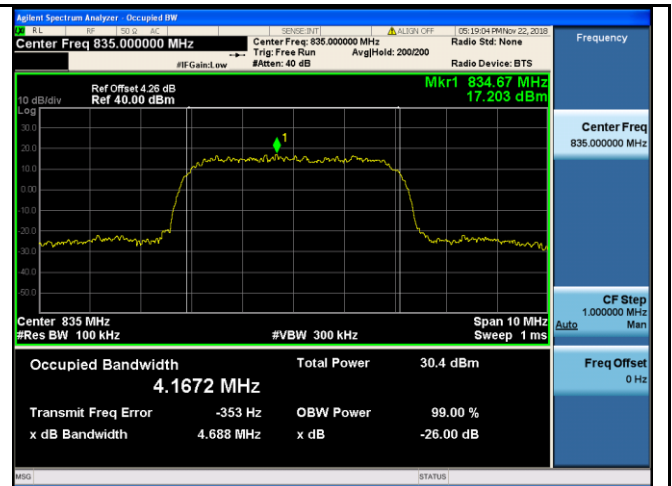 Agilent Spectrum Analyzer - Occupied BW
RL RF 50 Ω AC SENSE:INT ALIGN OFF 05:19:04 PM Nov 22, 2018
Center Freq 835.000000 MHz Center Freq: 835.000000 MHz Radio Std: None Frequency
Trig: Free Run Avg|Hold: 200/200
#IFGain:Low #Atten: 40 dB Radio Device: BTS
Ref Offset 4.26 dB Mkr1 834.67 MHz
10 dB/div Ref 40.00 dBm 17.203 dBm
Log
30.0
1
20.0
10.0
0.00
-10.0
-20.0
-30.0
-40.0
-50.0
Center Freq
835.000000 MHz
CF Step
1.000000 MHz
Auto Man
Center 835 MHz Span 10 MHz
#Res BW 100 kHz #VBW 300 kHz Sweep 1 ms
Freq Offset
0 Hz
Occupied Bandwidth Total Power 30.4 dBm
4.1672 MHz
Transmit Freq Error -353 Hz OBW Power 99.00 %
x dB Bandwidth 4.688 MHz x dB -26.00 dB
MSG STATUS